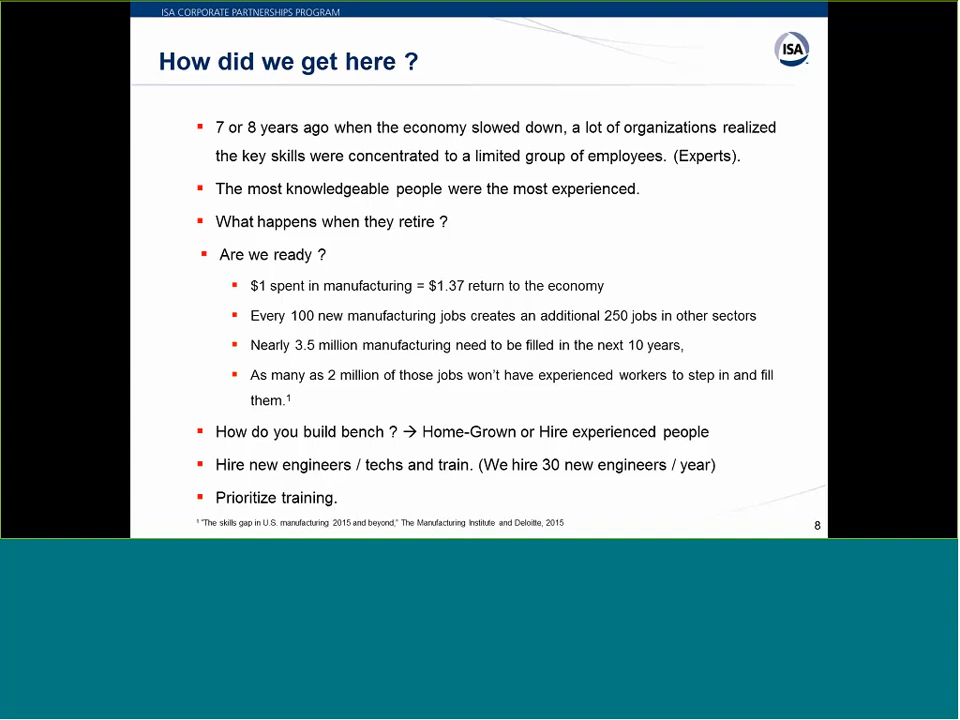 ISA CORPORATE PARTNERSHIPS PROGRAM
How did we get here ?
ISA
▪ 7 or 8 years ago when the economy slowed down, a lot of organizations realized
the key skills were concentrated to a limited group of employees. (Experts).
▪ The most knowledgeable people were the most experienced.
▪ What happens when they retire ?
▪ Are we ready ?
▪ $1 spent in manufacturing = $1.37 return to the economy
▪ Every 100 new manufacturing jobs creates an additional 250 jobs in other sectors
▪ Nearly 3.5 million manufacturing need to be filled in the next 10 years,
▪ As many as 2 million of those jobs won't have experienced workers to step in and fill
them.¹
▪ How do you build bench ? → Home-Grown or Hire experienced people
▪ Hire new engineers / techs and train. (We hire 30 new engineers / year)
▪ Prioritize training.
¹ "The skills gap in U.S. manufacturing 2015 and beyond," The Manufacturing Institute and Deloitte, 2015
8